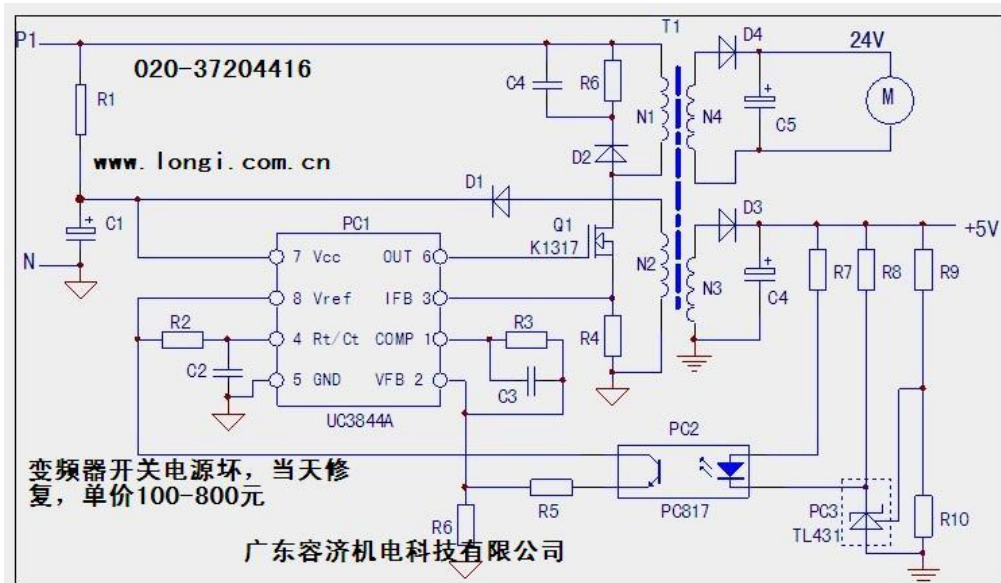 T1
P1
D4
24V
020-37204416
C4
R6
R1
N1
N4
C5
M
D2
www.longi.com.cn
D1
D3
C1
PC1
Q1
+5V
K1317
N
7 Vcc
OUT 6
N2
R7
R8
R9
8 Vref
IFB 3
N3
C4
R2
R3
R4
4 Rt/Ct
COMP 1
C2
5 GND
VFB 2
C3
UC3844A
PC2
变频器开关电源坏，当天修
复，单价100-800元
R5
PC817
PC3
TL431
R10
R6
广东容济机电科技有限公司